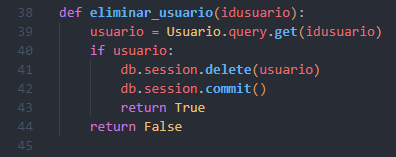 38 def eliminar_usuario(idusuario):
39     usuario = Usuario.query.get(idusuario)
40     if usuario:
41         db.session.delete(usuario)
42         db.session.commit()
43         return True
44     return False
45